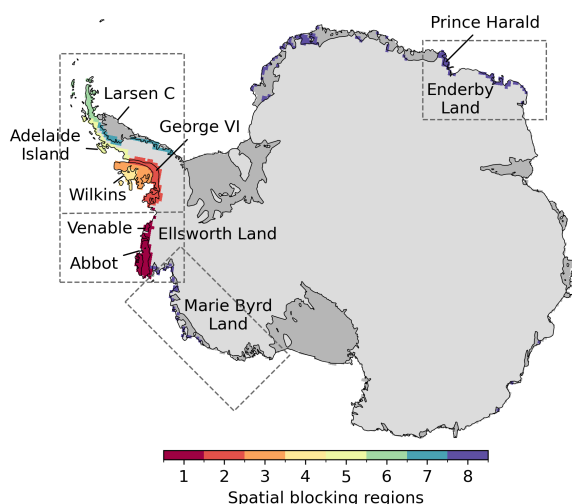 Prince Harald
Larsen C
Enderby
Land
George VI
Adelaide
Island
Wilkins
Venable
Ellsworth Land
Abbot
Marie Byrd
Land
1 2 3 4 5 6 7 8
Spatial blocking regions